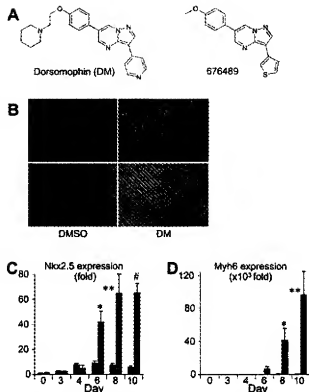 A
O
N
O
N
N
N
N
Dorsomophin (DM)
O
N
N
N
S
676489
B
DMSO
DM
C
Nkx2.5 expression
(fold)
80
60
40
20
0
*
**
#
0 3 4 6 8 10
Day
D
Myh6 expression
(x10³ fold)
120
80
40
0
*
**
0 3 4 6 8 10
Day